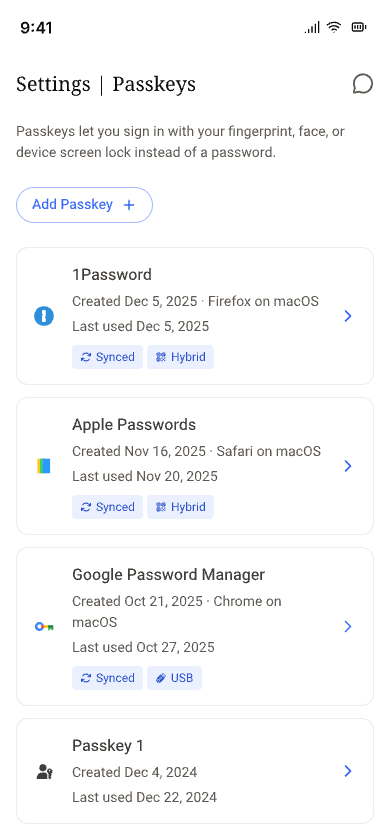 9:41
Settings | Passkeys
Passkeys let you sign in with your fingerprint, face, or
device screen lock instead of a password.
Add Passkey +
1Password
Created Dec 5, 2025 · Firefox on macOS
Last used Dec 5, 2025
Synced Hybrid
Apple Passwords
Created Nov 16, 2025 · Safari on macOS
Last used Nov 20, 2025
Synced Hybrid
Google Password Manager
Created Oct 21, 2025 · Chrome on
macOS
Last used Oct 27, 2025
Synced USB
Passkey 1
Created Dec 4, 2024
Last used Dec 22, 2024